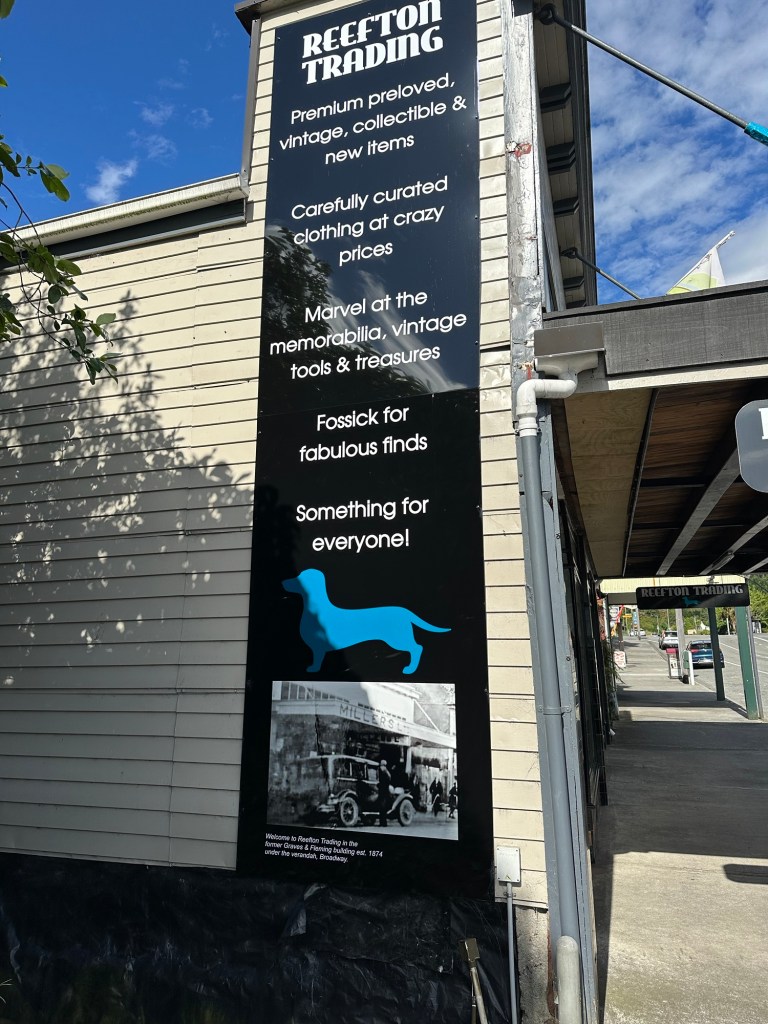 REEFTON
TRADING
Premium preloved,
vintage, collectible &
new items
Carefully curated
clothing at crazy
prices
Marvel at the
memorabilia, vintage
tools & treasures
Fossick for
fabulous finds
Something for
everyone!
MILLERS
Welcome to Reefton Trading in the
former Graves & Fleming building est. 1874
under the verandah, Broadway.
REEFTON TRADING